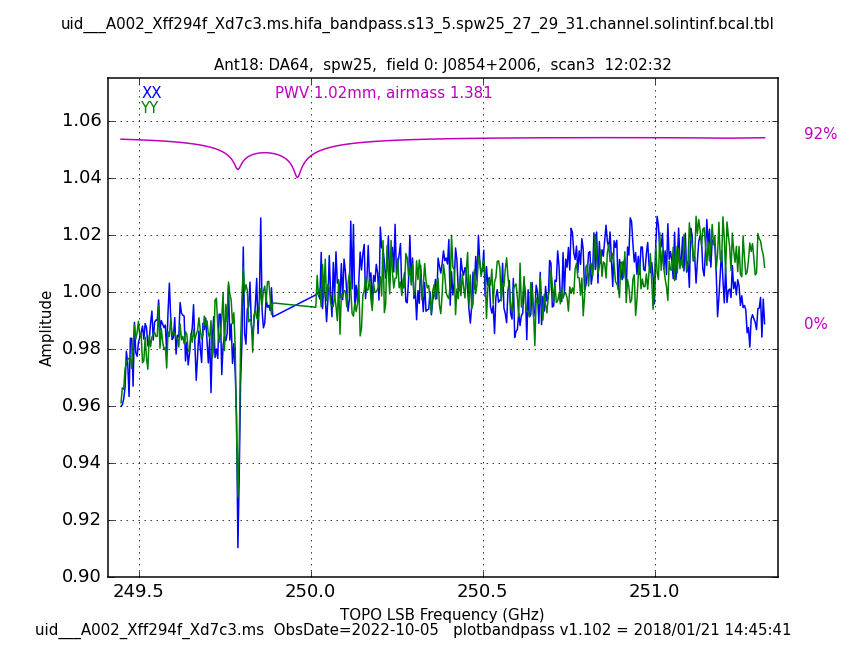 uid___A002_Xff294f_Xd7c3.ms.hifa_bandpass.s13_5.spw25_27_29_31.channel.solintinf.bcal.tbl
Ant18: DA64,  spw25,  field 0: J0854+2006,  scan3  12:02:32
XX
PWV 1.02mm, airmass 1.381
YY
1.06
92%
1.04
1.02
1.00
0%
0.98
0.96
0.94
0.92
0.90
Amplitude
249.5 250.0 250.5 251.0
TOPO LSB Frequency (GHz)
uid___A002_Xff294f_Xd7c3.ms  ObsDate=2022-10-05   plotbandpass v1.102 = 2018/01/21 14:45:41